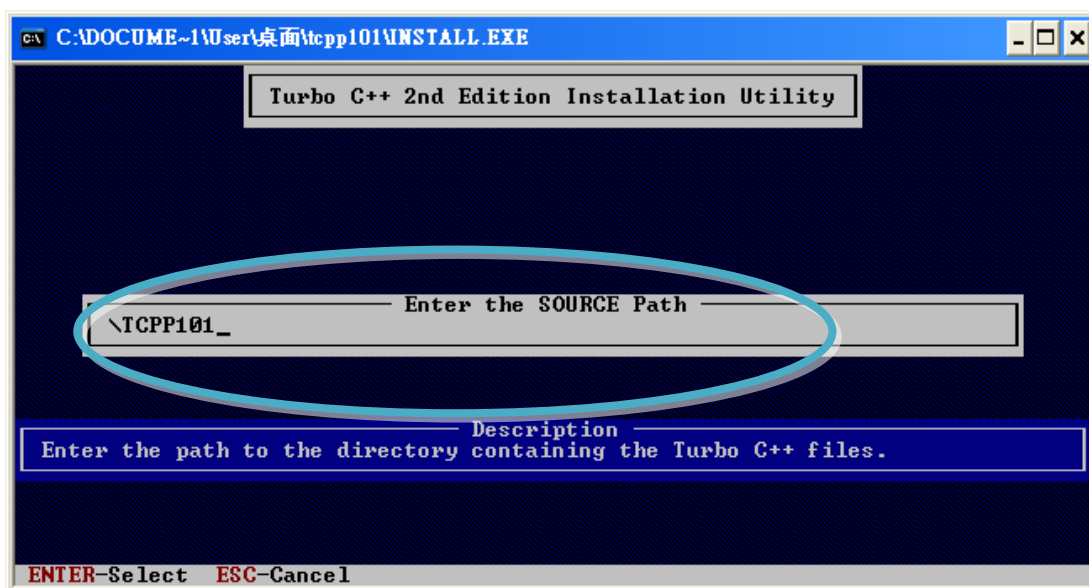 C:\DOCUME~1\User\桌面\tcpp101\INSTALL.EXE
Turbo C++ 2nd Edition Installation Utility
Enter the SOURCE Path
\TCPP101_
Description
Enter the path to the directory containing the Turbo C++ files.
ENTER-Select ESC-Cancel